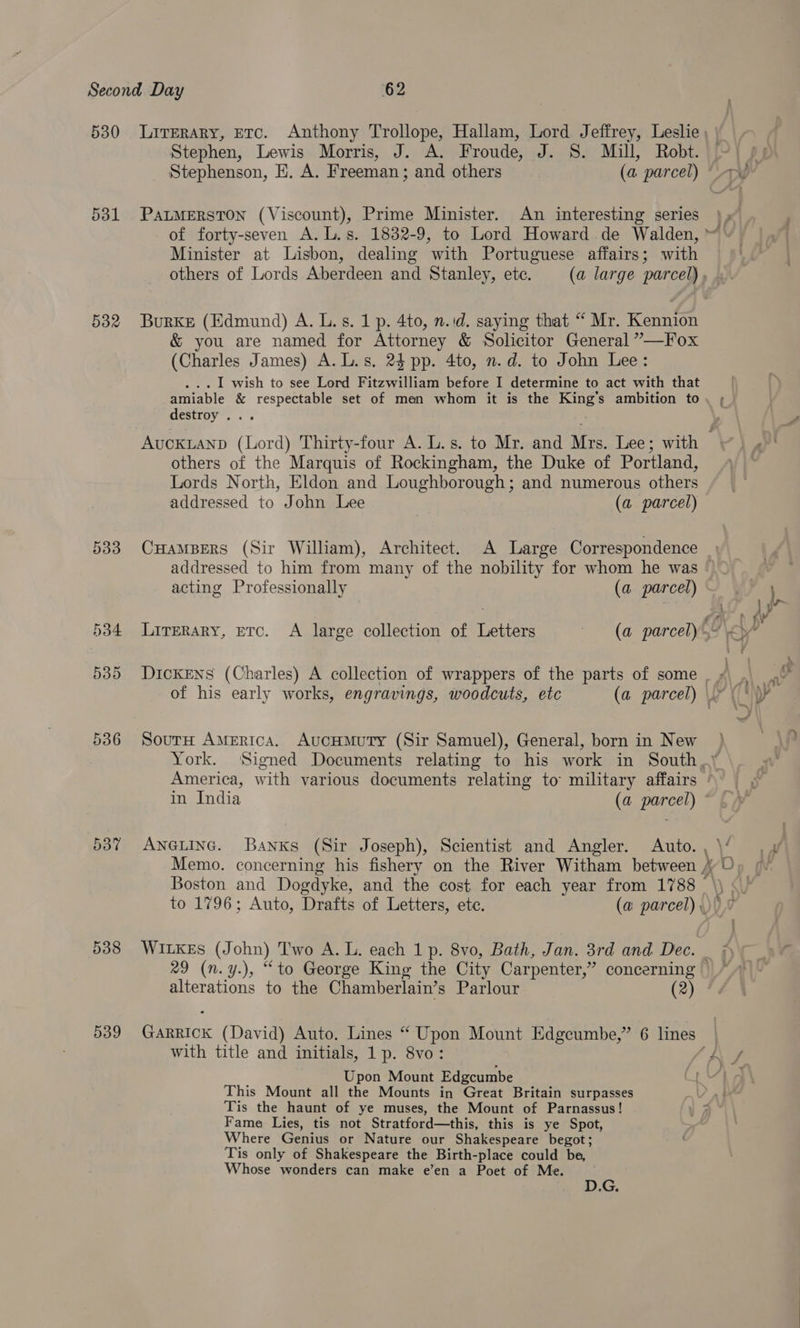 Second Day 62
530 LITERARY, ETC. Anthony Trollope, Hallam, Lord Jeffrey, Leslie
Stephen, Lewis Morris, J. A. Froude, J. S. Mill, Robt.
Stephenson, E. A. Freeman; and others (a parcel)
531 PALMERSTON (Viscount), Prime Minister. An interesting series
of forty-seven A. L. s. 1832-9, to Lord Howard de Walden,
Minister at Lisbon, dealing with Portuguese affairs; with
others of Lords Aberdeen and Stanley, etc. (a large parcel)
532 BURKE (Edmund) A. L. s. 1 p. 4to, n. d. saying that “ Mr. Kennion
& you are named for Attorney & Solicitor General ”—Fox
(Charles James) A. L. s. 2½ pp. 4to, n. d. to John Lee:
... I wish to see Lord Fitzwilliam before I determine to act with that
amiable & respectable set of men whom it is the King's ambition to
destroy . . .
AUCKLAND (Lord) Thirty-four A. L. s. to Mr. and Mrs. Lee; with
others of the Marquis of Rockingham, the Duke of Portland,
Lords North, Eldon and Loughborough; and numerous others
addressed to John Lee (a parcel)
533 CHAMBERS (Sir William), Architect. A Large Correspondence
addressed to him from many of the nobility for whom he was
acting Professionally (a parcel)
534 LITERARY, ETC. A large collection of Letters (a parcel)
535 DICKENS (Charles) A collection of wrappers of the parts of some
of his early works, engravings, woodcuts, etc (a parcel)
536 SOUTH AMERICA. AUCHMUTY (Sir Samuel), General, born in New
York. Signed Documents relating to his work in South
America, with various documents relating to military affairs
in India (a parcel)
537 ANGLING. BANKS (Sir Joseph), Scientist and Angler. Auto.
Memo. concerning his fishery on the River Witham between
Boston and Dogdyke, and the cost for each year from 1788
to 1796; Auto, Drafts of Letters, etc. (a parcel)
538 WILKES (John) Two A. L. each 1 p. 8vo, Bath, Jan. 3rd and Dec.
29 (n. y.), “ to George King the City Carpenter,” concerning
alterations to the Chamberlain's Parlour (2)
539 GARRICK (David) Auto. Lines “ Upon Mount Edgcumbe,” 6 lines
with title and initials, 1 p. 8vo:
Upon Mount Edgcumbe
This Mount all the Mounts in Great Britain surpasses
Tis the haunt of ye muses, the Mount of Parnassus!
Fame Lies, tis not Stratford—this, this is ye Spot,
Where Genius or Nature our Shakespeare begot;
Tis only of Shakespeare the Birth-place could be,
Whose wonders can make e'en a Poet of Me.
D.G.